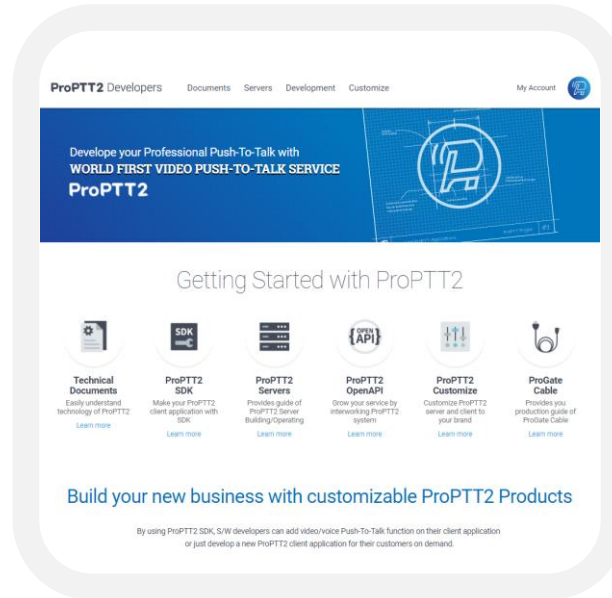 ProPTT2 Developers Documents Servers Development Customize My Account
Develope your Professional Push-To-Talk with
WORLD FIRST VIDEO PUSH-TO-TALK SERVICE
ProPTT2
Getting Started with ProPTT2
SDK
{OPEN API}
Technical
Documents
Easily understand
technology of ProPTT2
Learn more
ProPTT2
SDK
Make your ProPTT2
client application with
SDK
Learn more
ProPTT2
Servers
Provides guide of
ProPTT2 Server
Building/Operating
Learn more
ProPTT2
OpenAPI
Grow your service by
interworking ProPTT2
system
Learn more
ProPTT2
Customize
Customize ProPTT2
server and client to
your brand
Learn more
ProGate
Cable
Provides you
production guide of
ProGate Cable
Learn more
Build your new business with customizable ProPTT2 Products
By using ProPTT2 SDK, S/W developers can add video/voice Push-To-Talk function on their client application
or just develop a new ProPTT2 client application for their customers on demand.